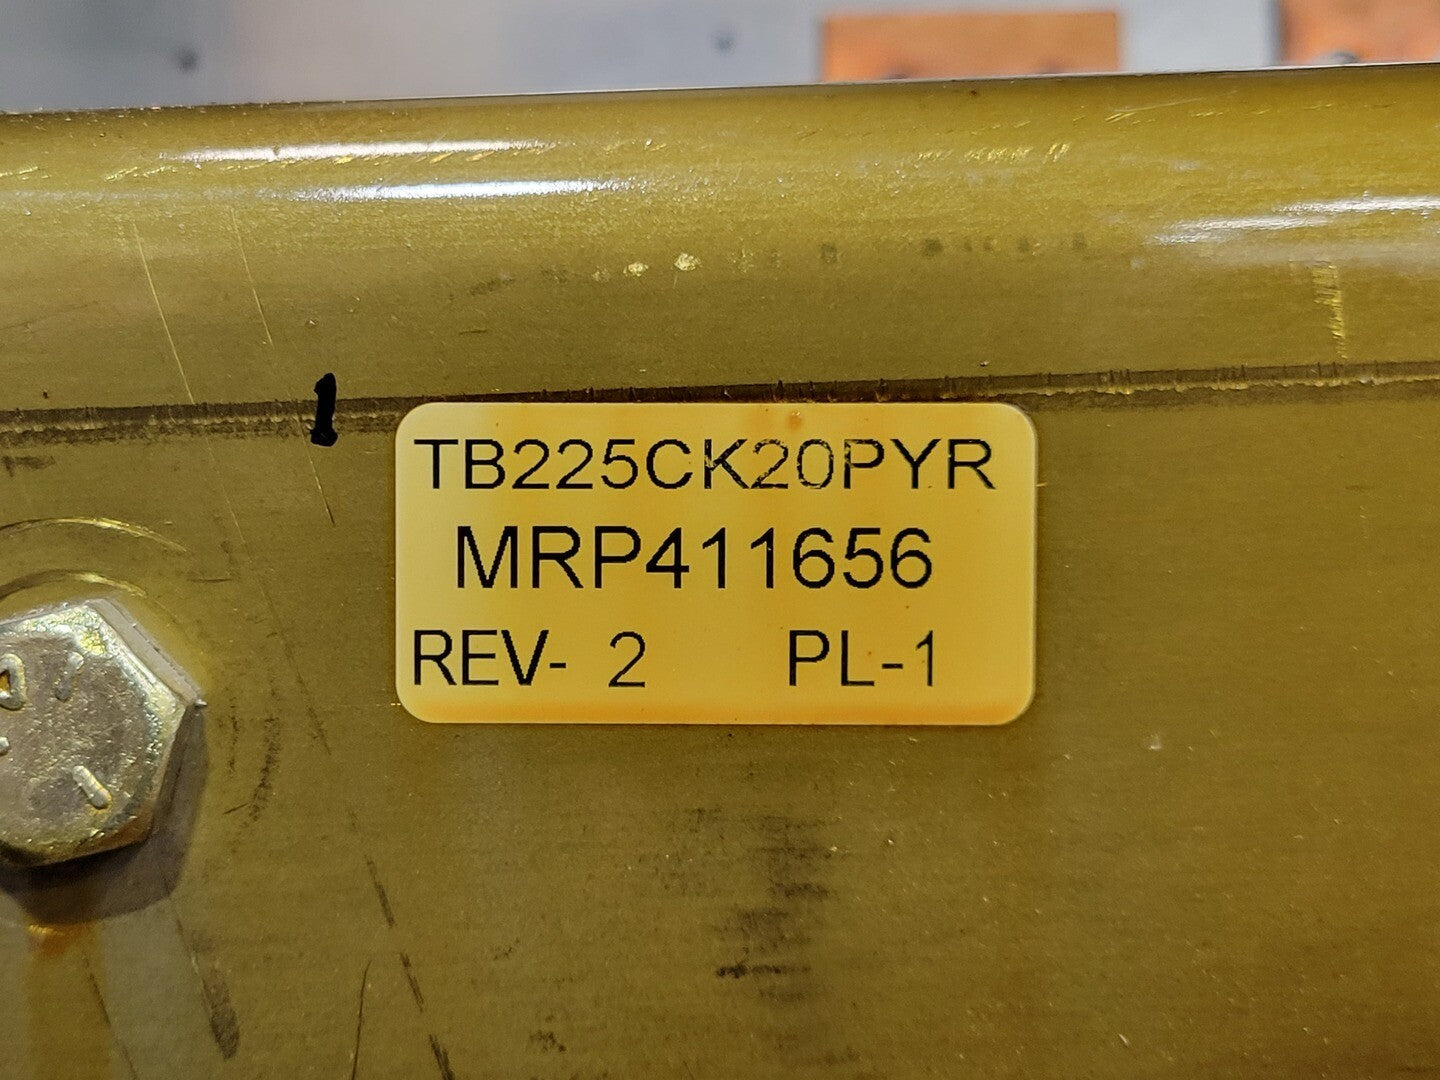 TB225CK20PYR
MRP411656
REV- 2 PL-1